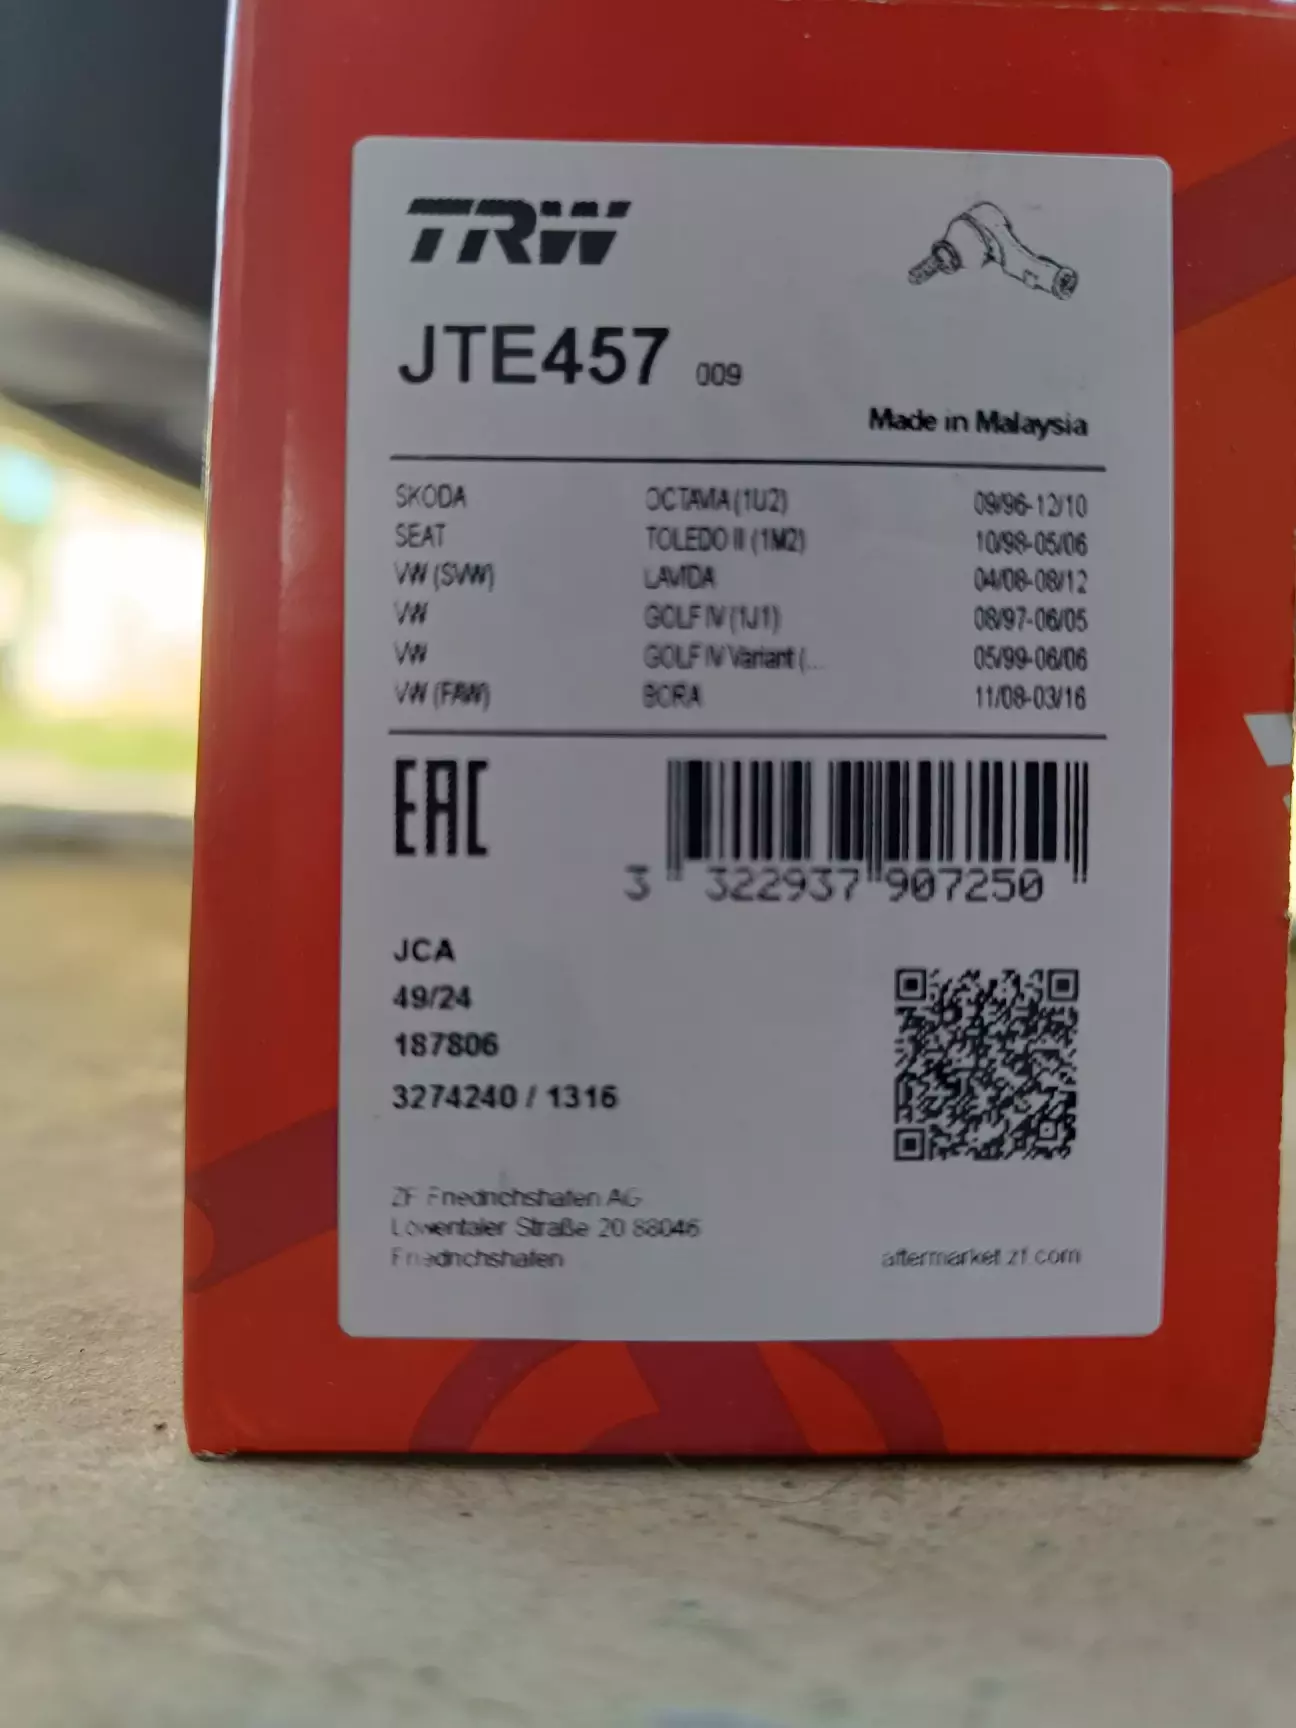 TRW
JTE457 009
Made in Malaysia
SKODA OCTAVIA (1U2) 09/96-12/10
SEAT TOLEDO II (1M2) 10/98-05/06
VW (SVW) LAVIDA 04/08-08/12
VW GOLF IV (1J1) 08/97-06/05
VW GOLF IV Variant (... 05/99-06/06
VW (FAW) BORA 11/08-03/16
EAC
3 322937 907250
JCA
49/24
187806
3274240 / 1316
ZF Friedrichshafen AG
Löwentaler Straße 20 88046
Friedrichshafen
aftermarket.zf.com